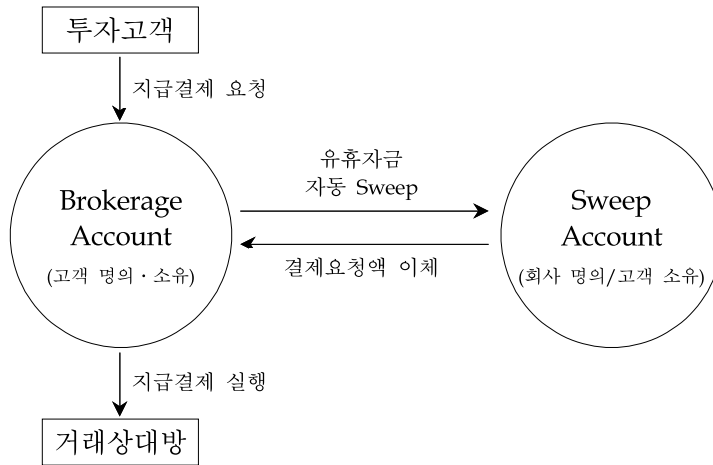 투자고객
지급결제 요청
Brokerage
Account
(고객 명의·소유)
유휴자금
자동 Sweep
결제요청액 이체
Sweep
Account
(회사 명의/고객 소유)
지급결제 실행
거래상대방